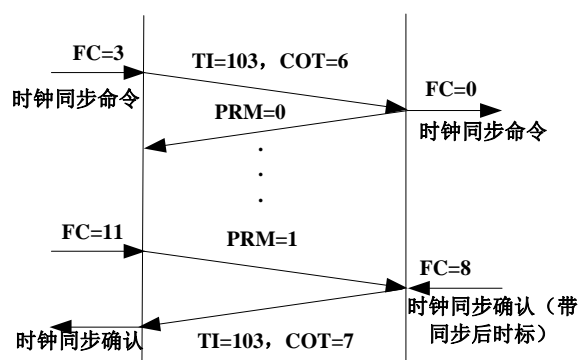 FC=3
TI=103，COT=6
FC=0
时钟同步命令
PRM=0
时钟同步命令
FC=11
PRM=1
FC=8
时钟同步确认（带
同步后时标）
时钟同步确认
TI=103，COT=7